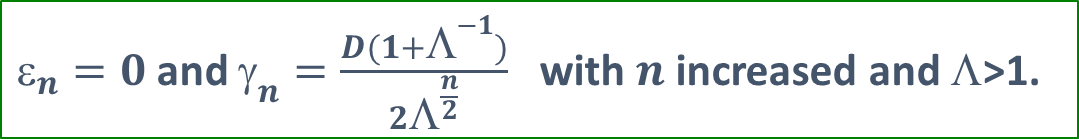 εₙ = 0 and γₙ = D(1+Λ⁻¹) / 2Λ^(n/2) with n increased and Λ>1.